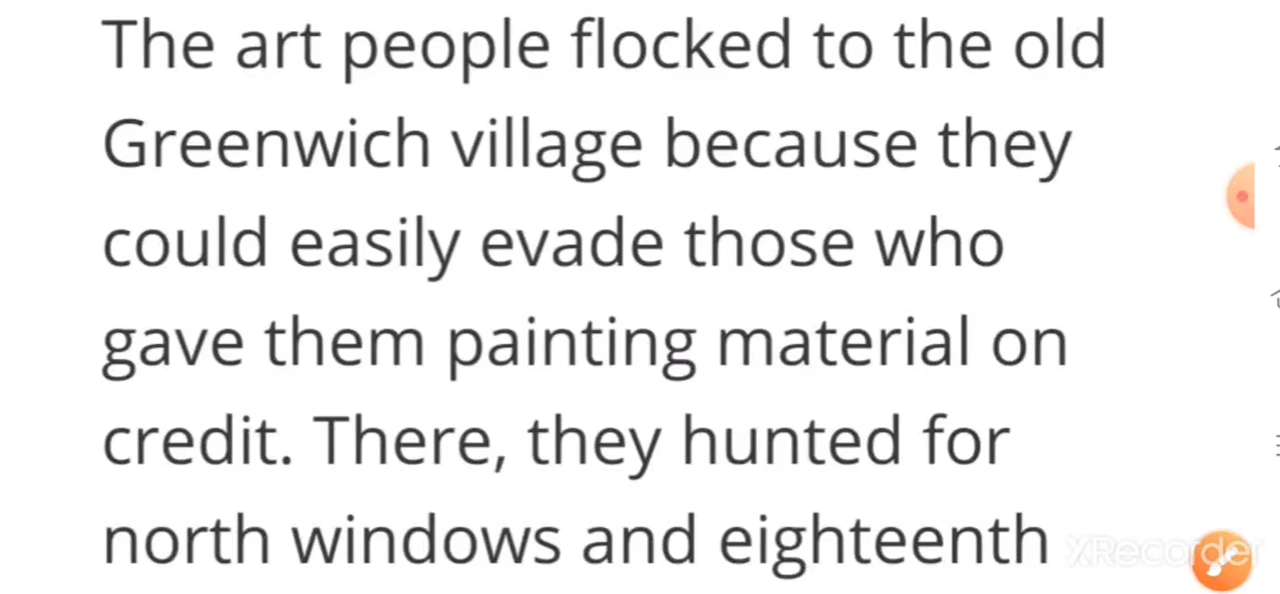 The art people flocked to the old
Greenwich village because they
could easily evade those who
gave them painting material on
credit. There, they hunted for
north windows and eighteenth
XRecorder